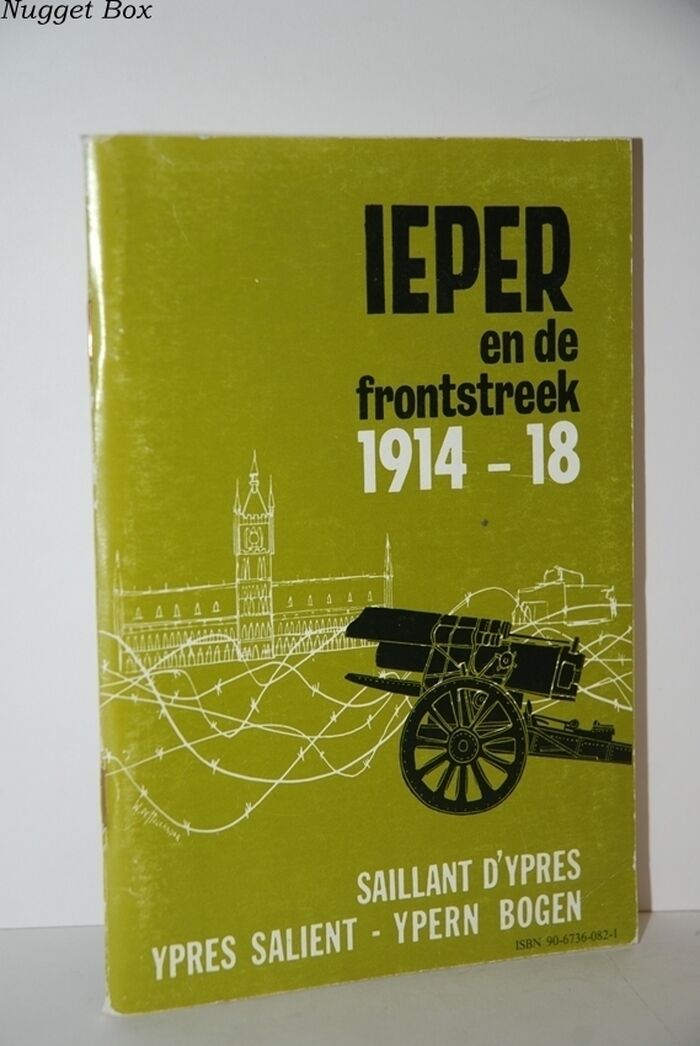 Nugget Box
IEPER
en de
frontstreek
1914 - 18
SAILLANT D'YPRES
YPRES SALIENT - YPERN BOGEN
ISBN 90-6736-082-1